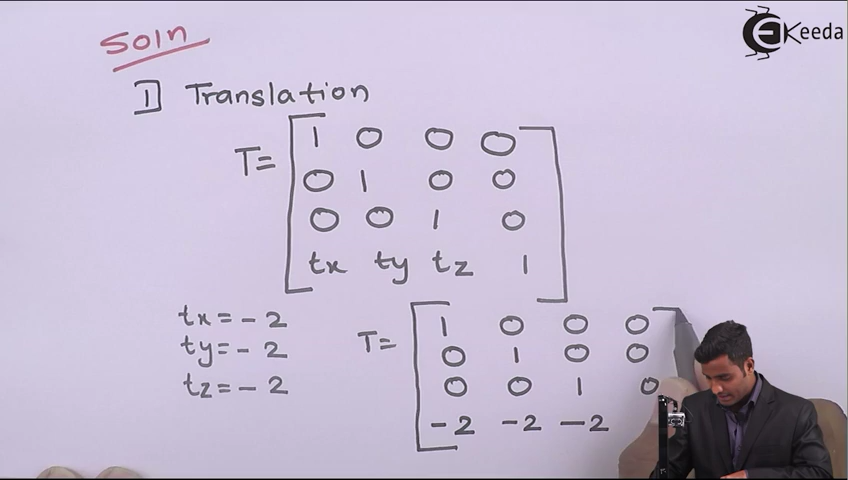 Soln
EKeeda
1] Translation
T= [ 1 0 0 0
0 1 0 0
0 0 1 0
tx ty tz 1 ]
tx = - 2
ty = - 2
tz = - 2
T= [ 1 0 0 0
0 1 0 0
0 0 1 0
-2 -2 -2